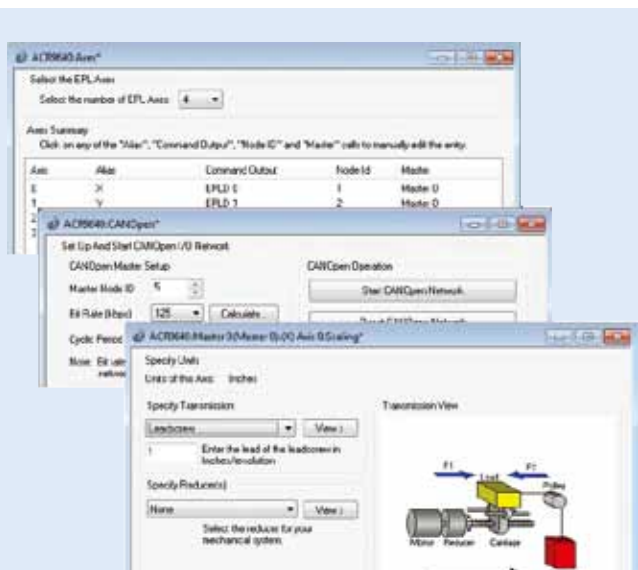 ACR9640:Axes*
Select the EPL Axes
Select the number of EPL Axes 4
Axes Summary
Click on any of the "Alias", "Command Output", "Node ID" and "Master" cells to manually edit the entry.
Axis Alias Command Output Node Id Master
0 X EPLD 0 1 Master 0
1 Y EPLD 1 2 Master 0
2
3
ACR9640:CANOpen*
Set Up And Start CANOpen I/O Network
CANOpen Master Setup CANOpen Operation
Master Node ID 5 Start CANOpen Network
Bit Rate (kbps) 125 Calculate...
Cyclic Period
Note: Bit rate
network
ACR9640:Master 0(Master 0):(X) Axis 0:Scaling*
Specify Units
Units of the Axis: Inches
Specify Transmission Transmission View
Leadscrew View >
1 Enter the lead of the leadscrew in
Inches/revolution
Specify Reducer(s)
None View >
Select the reducer for your
mechanical system.
F1 F2
Load
Pulley
Motor Reducer Carriage